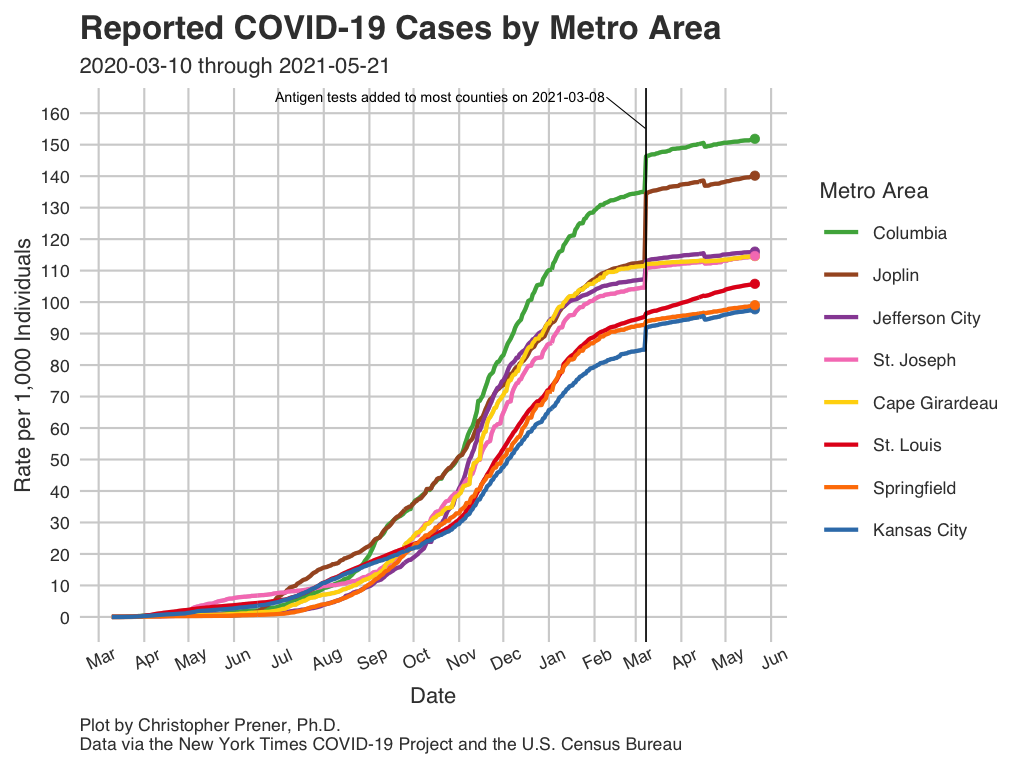 Reported COVID-19 Cases by Metro Area
2020-03-10 through 2021-05-21
Antigen tests added to most counties on 2021-03-08
160
150
140
130
120
110
100
90
80
70
60
50
40
30
20
10
0
Rate per 1,000 Individuals
Mar Apr May Jun Jul Aug Sep Oct Nov Dec Jan Feb Mar Apr May Jun
Date
Metro Area
Columbia
Joplin
Jefferson City
St. Joseph
Cape Girardeau
St. Louis
Springfield
Kansas City
Plot by Christopher Prener, Ph.D.
Data via the New York Times COVID-19 Project and the U.S. Census Bureau